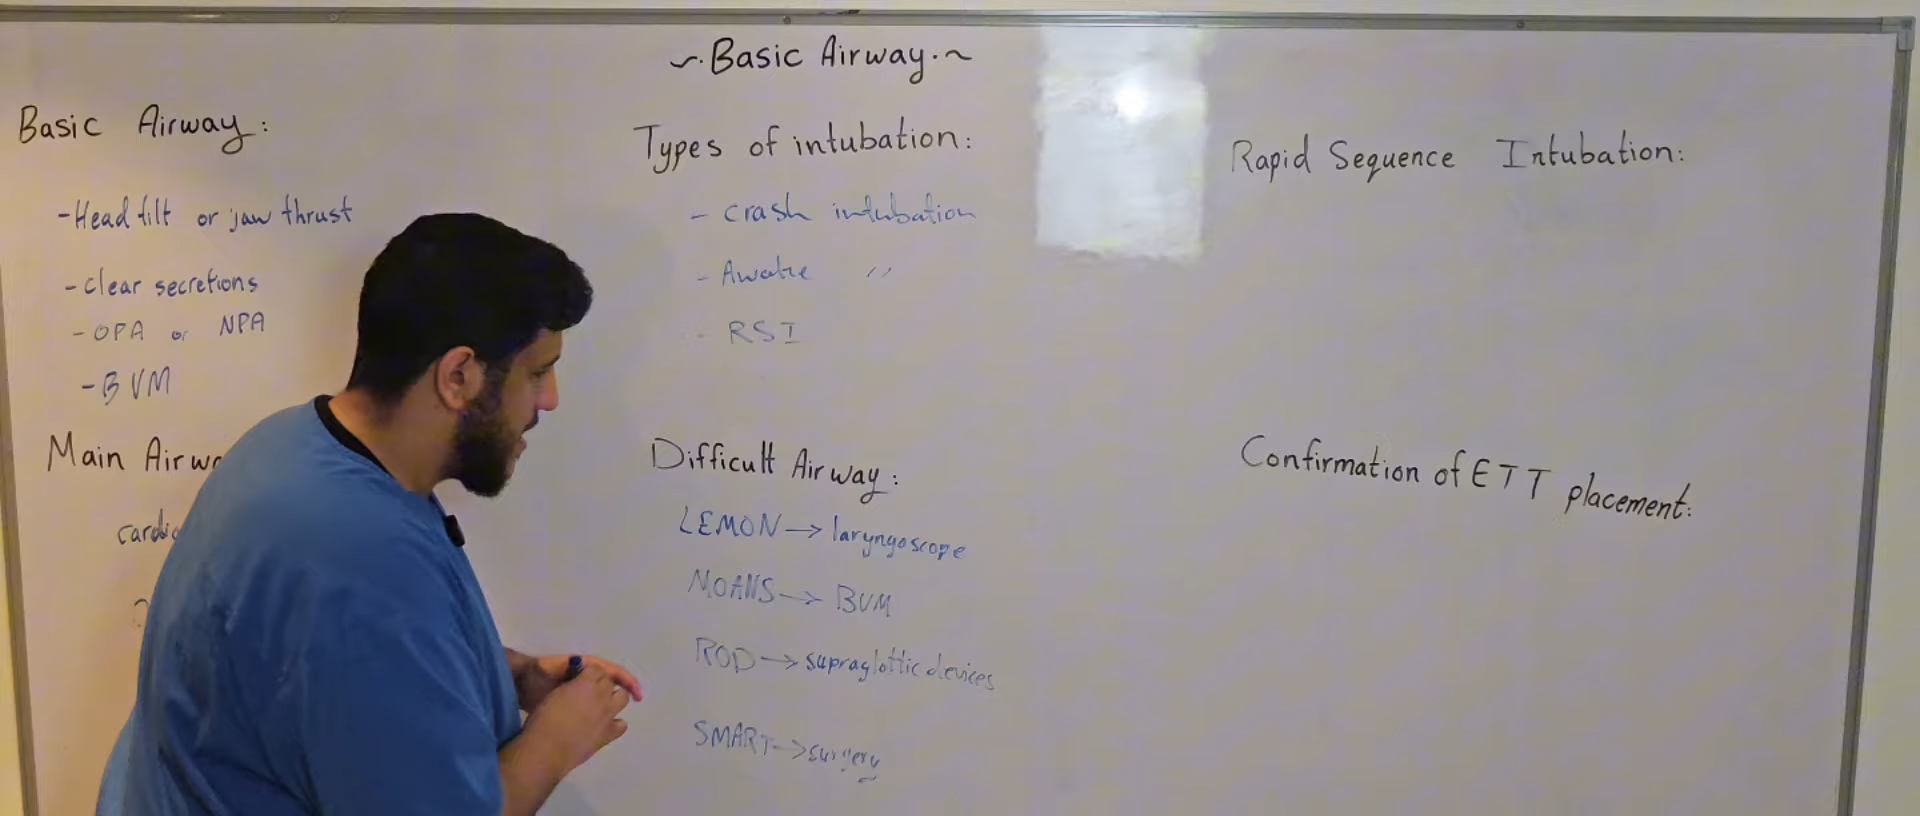 ~. Basic Airway. ~
Basic Airway:
-Head tilt or jaw thrust
-clear secretions
-OPA or NPA
-BVM
Main Airw
cardi
Types of intubation:
- crash intubation
- Awake "
- RSI
Difficult Airway:
LEMON → laryngoscope
MOANS → BVM
ROD → supraglottic devices
SMART → surgery
Rapid Sequence Intubation:
Confirmation of ETT placement: